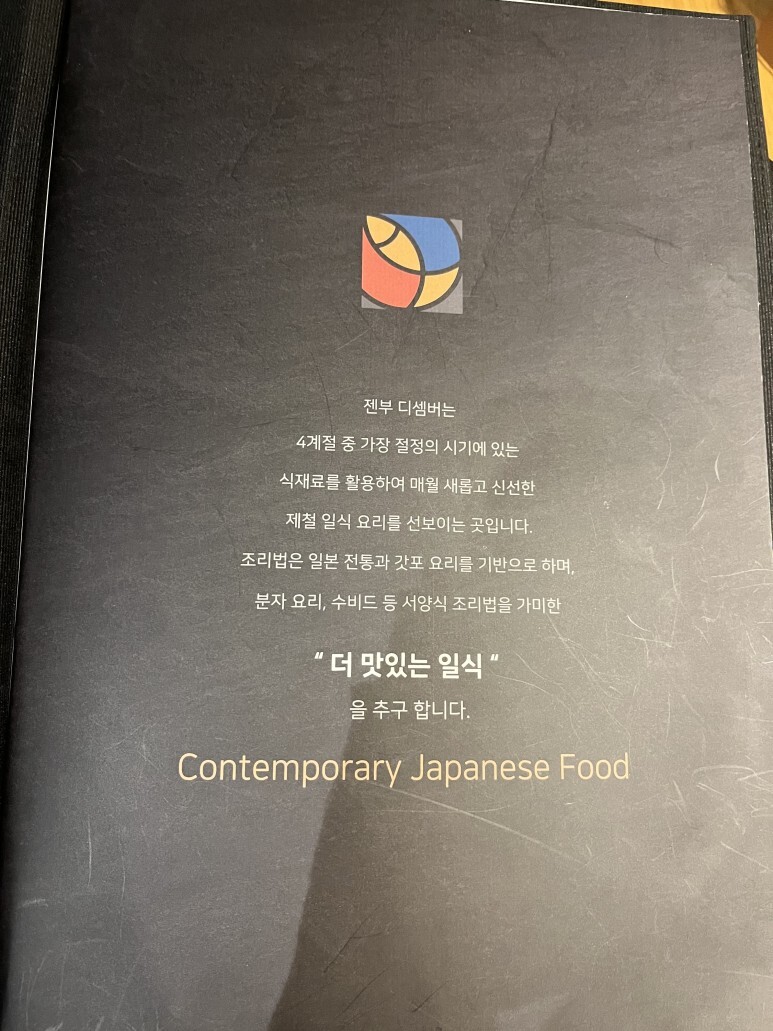 젠부 디셈버는
4계절 중 가장 절정의 시기에 있는
식재료를 활용하여 매월 새롭고 신선한
제철 일식 요리를 선보이는 곳입니다.
조리법은 일본 전통과 갓포 요리를 기반으로 하며,
분자 요리, 수비드 등 서양식 조리법을 가미한
“ 더 맛있는 일식 “
을 추구 합니다.
Contemporary Japanese Food